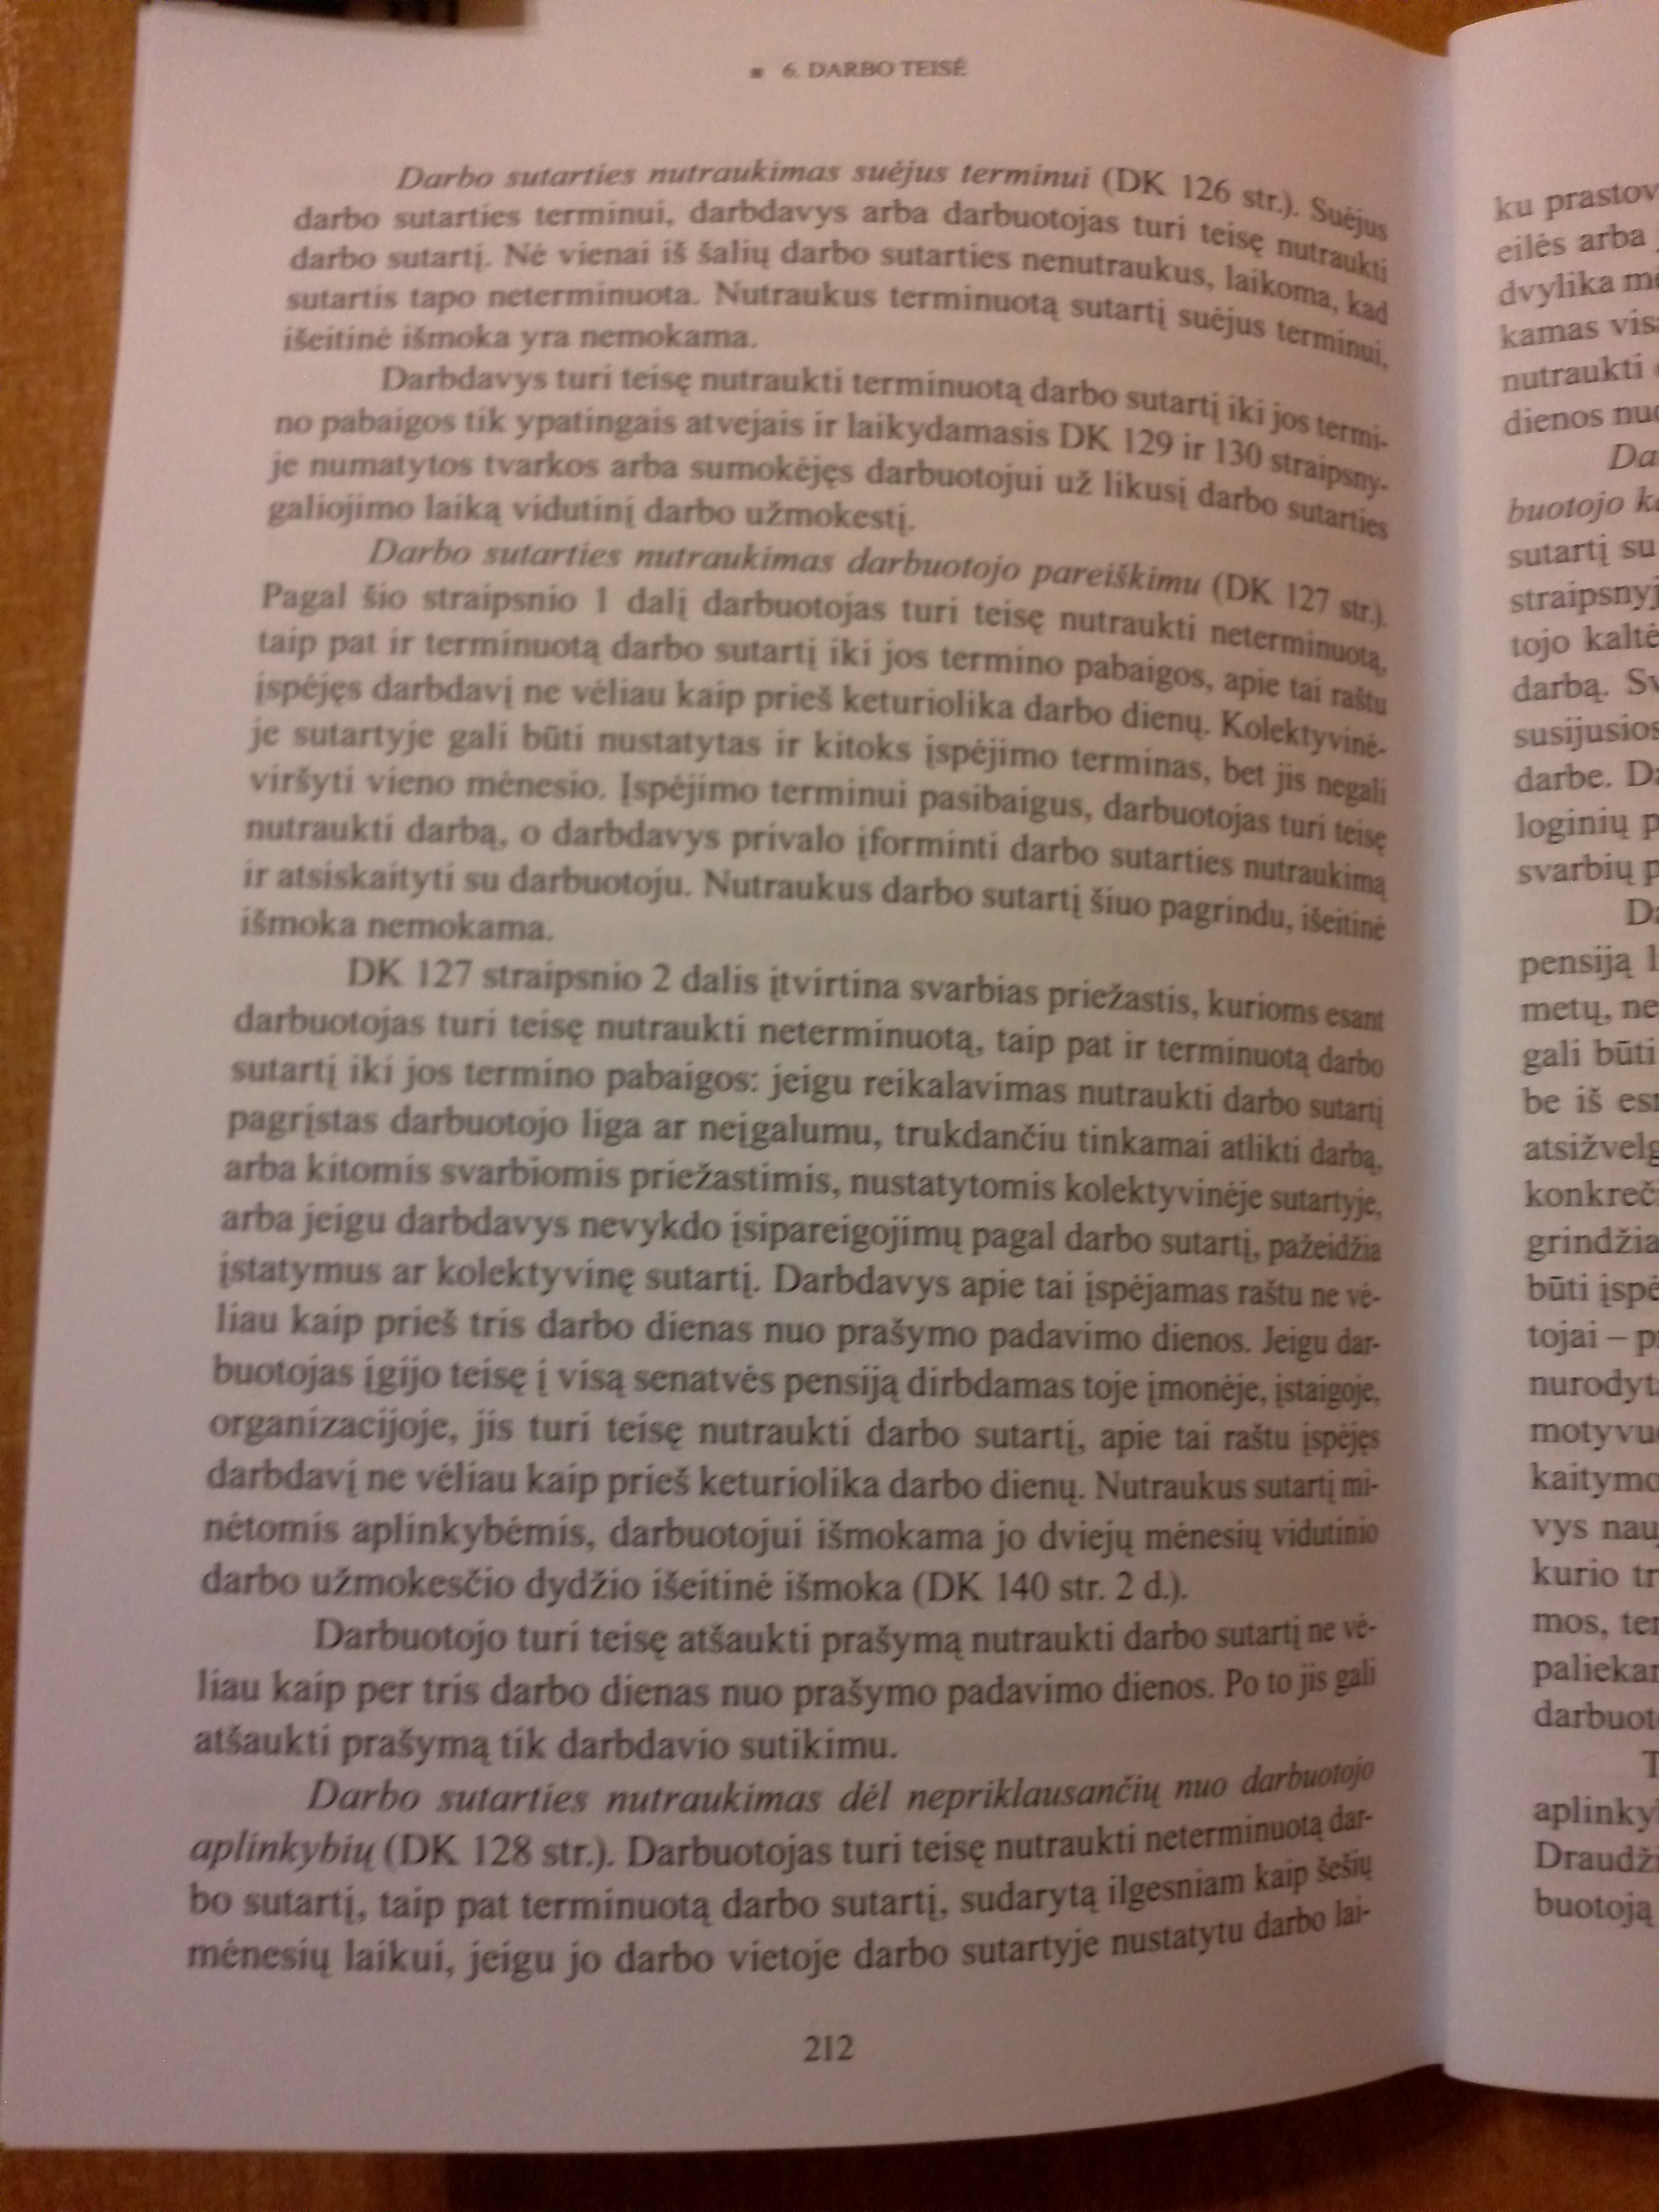 ▪ 6. DARBO TEISĖ
Darbo sutarties nutraukimas suėjus terminui (DK 126 str.). Suėjus
darbo sutarties terminui, darbdavys arba darbuotojas turi teisę nutraukti
darbo sutartį. Nė vienai iš šalių darbo sutarties nenutraukus, laikoma, kad
sutartis tapo neterminuota. Nutraukus terminuotą sutartį suėjus terminui,
išeitinė išmoka yra nemokama.
Darbdavys turi teisę nutraukti terminuotą darbo sutartį iki jos termi-
no pabaigos tik ypatingais atvejais ir laikydamasis DK 129 ir 130 straipsny-
je numatytos tvarkos arba sumokėjęs darbuotojui už likusį darbo sutarties
galiojimo laiką vidutinį darbo užmokestį.
Darbo sutarties nutraukimas darbuotojo pareiškimu (DK 127 str.).
Pagal šio straipsnio 1 dalį darbuotojas turi teisę nutraukti neterminuotą,
taip pat ir terminuotą darbo sutartį iki jos termino pabaigos, apie tai raštu
įspėjęs darbdavį ne vėliau kaip prieš keturiolika darbo dienų. Kolektyvinė-
je sutartyje gali būti nustatytas ir kitoks įspėjimo terminas, bet jis negali
viršyti vieno mėnesio. Įspėjimo terminui pasibaigus, darbuotojas turi teisę
nutraukti darbą, o darbdavys privalo įforminti darbo sutarties nutraukimą
ir atsiskaityti su darbuotoju. Nutraukus darbo sutartį šiuo pagrindu, išeitinė
išmoka nemokama.
DK 127 straipsnio 2 dalis įtvirtina svarbias priežastis, kurioms esant
darbuotojas turi teisę nutraukti neterminuotą, taip pat ir terminuotą darbo
sutartį iki jos termino pabaigos: jeigu reikalavimas nutraukti darbo sutartį
pagrįstas darbuotojo liga ar neįgalumu, trukdančiu tinkamai atlikti darbą,
arba kitomis svarbiomis priežastimis, nustatytomis kolektyvinėje sutartyje,
arba jeigu darbdavys nevykdo įsipareigojimų pagal darbo sutartį, pažeidžia
įstatymus ar kolektyvinę sutartį. Darbdavys apie tai įspėjamas raštu ne vė-
liau kaip prieš tris darbo dienas nuo prašymo padavimo dienos. Jeigu dar-
buotojas įgijo teisę į visą senatvės pensiją dirbdamas toje įmonėje, įstaigoje,
organizacijoje, jis turi teisę nutraukti darbo sutartį, apie tai raštu įspėjęs
darbdavį ne vėliau kaip prieš keturiolika darbo dienų. Nutraukus sutartį mi-
nėtomis aplinkybėmis, darbuotojui išmokama jo dviejų mėnesių vidutinio
darbo užmokesčio dydžio išeitinė išmoka (DK 140 str. 2 d.).
Darbuotojo turi teisę atšaukti prašymą nutraukti darbo sutartį ne vė-
liau kaip per tris darbo dienas nuo prašymo padavimo dienos. Po to jis gali
atšaukti prašymą tik darbdavio sutikimu.
Darbo sutarties nutraukimas dėl nepriklausančių nuo darbuotojo
aplinkybių (DK 128 str.). Darbuotojas turi teisę nutraukti neterminuotą dar-
bo sutartį, taip pat terminuotą darbo sutartį, sudarytą ilgesniam kaip šešių
mėnesių laikui, jeigu jo darbo vietoje darbo sutartyje nustatytu darbo lai-
212
ku prastov
eilės arba
dvylika
kamas
nutraukti
dienos
Da
buotojo
sutartį su
straipsnyj
tojo kaltė
darbą.
susijusios
darbe.
loginių p
svarbių p
pensiją
metų, ne
gali būti
be iš
atsižvelg
konkreč
grindžia
būti įspė
tojai –
nurodyt
motyvu
kaitymo
vys nau
kurio tr
mos,
paliekar
darbuot
T
aplinky
Draudži
buotoją